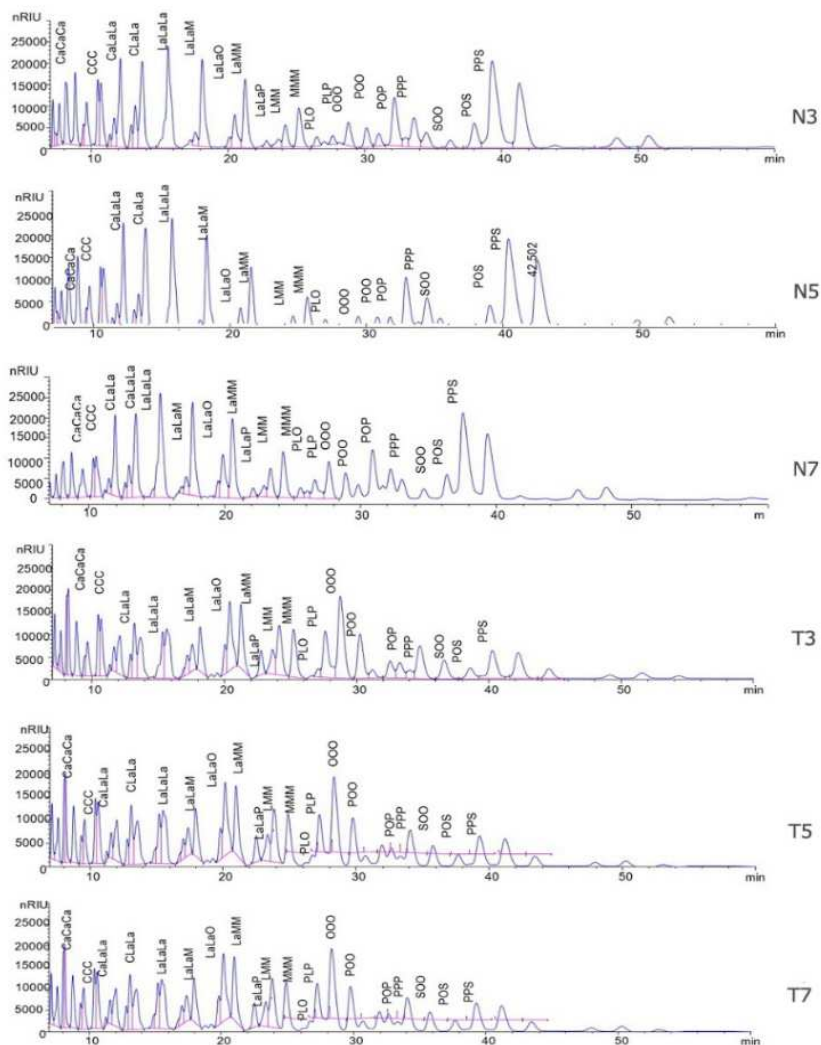 nRIU
25000
20000
15000
10000
5000
0
CaCaCa
CCC
CaLaLa
CLaLa
LaLaLa
LaLaM
LaLaO
LaMM
LaLaP
LMM
MMM
PLO
PLP
OOO
POO
POP
PPP
SOO
POS
PPS
10 20 30 40 50 min
N3
nRIU
25000
20000
15000
10000
5000
0
CaCaCa
CCC
CaLaLa
CLaLa
LaLaLa
LaLaM
LaLaO
LaMM
LMM
MMM
PLO
OOO
POO
POP
PPP
SOO
POS
PPS
42.502
10 20 30 40 50 min
N5
nRIU
25000
20000
15000
10000
5000
0
CaCaCa
CCC
CLaLa
CaLaLa
LaLaLa
LaLaM
LaLaO
LaMM
LaLaP
LMM
MMM
PLO
PLP
OOO
POO
POP
PPP
SOO
POS
PPS
10 20 30 40 50 m
N7
nRIU
25000
20000
15000
10000
5000
0
CaCaCa
CCC
CLaLa
LaLaLa
LaLaM
LaLaO
LaMM
LaLaP
LMM
MMM
PLO
PLP
OOO
POO
POP
PPP
SOO
POS
PPS
10 20 30 40 50 min
T3
nRIU
25000
20000
15000
10000
5000
0
CaCaCa
CCC
CaLaLa
CLaLa
LaLaLa
LaLaM
LaLaO
LaMM
LaLaP
LMM
MMM
PLO
PLP
OOO
POO
POP
PPP
SOO
POS
PPS
10 20 30 40 50 min
T5
nRIU
25000
20000
15000
10000
5000
0
CaCaCa
CCC
CaLaLa
CLaLa
LaLaLa
LaLaM
LaLaO
LaMM
LaLaP
LMM
MMM
PLO
PLP
OOO
POO
POP
PPP
SOO
POS
PPS
10 20 30 40 50 min
T7